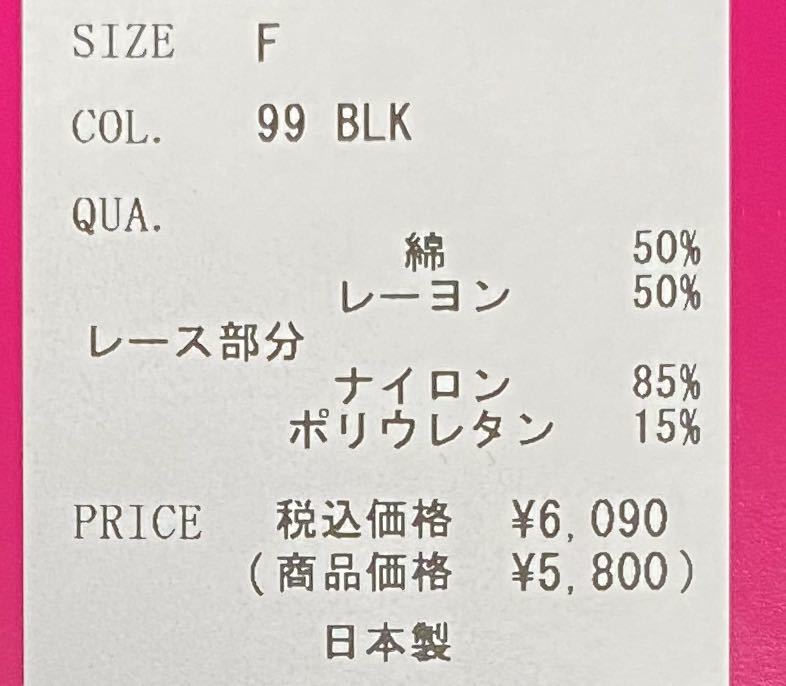 SIZE F
COL. 99 BLK
QUA.
綿 50%
レーヨン 50%
レース部分
ナイロン 85%
ポリウレタン 15%
PRICE 税込価格 ¥6,090
(商品価格 ¥5,800)
日本製